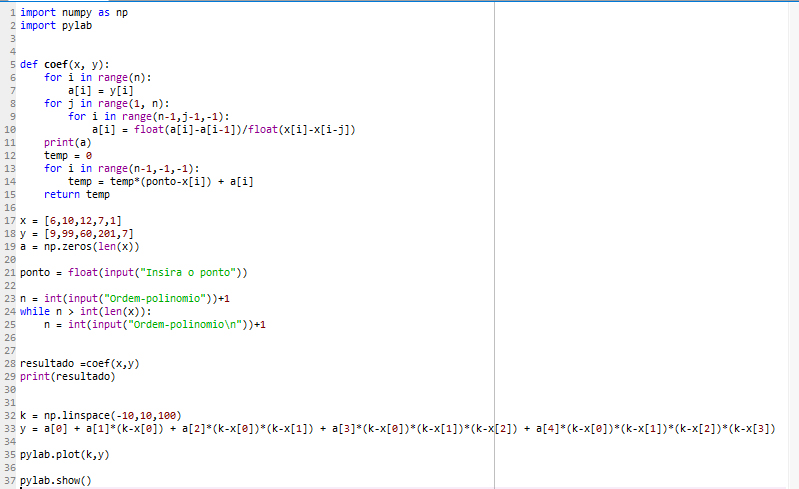 1 import numpy as np
2 import pylab
3
4
5 def coef(x, y):
6     for i in range(n):
7         a[i] = y[i]
8     for j in range(1, n):
9         for i in range(n-1,j-1,-1):
10             a[i] = float(a[i]-a[i-1])/float(x[i]-x[i-j])
11     print(a)
12     temp = 0
13     for i in range(n-1,-1,-1):
14         temp = temp*(ponto-x[i]) + a[i]
15     return temp
16
17 x = [6,10,12,7,1]
18 y = [9,99,60,201,7]
19 a = np.zeros(len(x))
20
21 ponto = float(input("Insira o ponto"))
22
23 n = int(input("Ordem-polinomio"))+1
24 while n > int(len(x)):
25     n = int(input("Ordem-polinomio\n"))+1
26
27
28 resultado =coef(x,y)
29 print(resultado)
30
31
32 k = np.linspace(-10,10,100)
33 y = a[0] + a[1]*(k-x[0]) + a[2]*(k-x[0])*(k-x[1]) + a[3]*(k-x[0])*(k-x[1])*(k-x[2]) + a[4]*(k-x[0])*(k-x[1])*(k-x[2])*(k-x[3])
34
35 pylab.plot(k,y)
36
37 pylab.show()